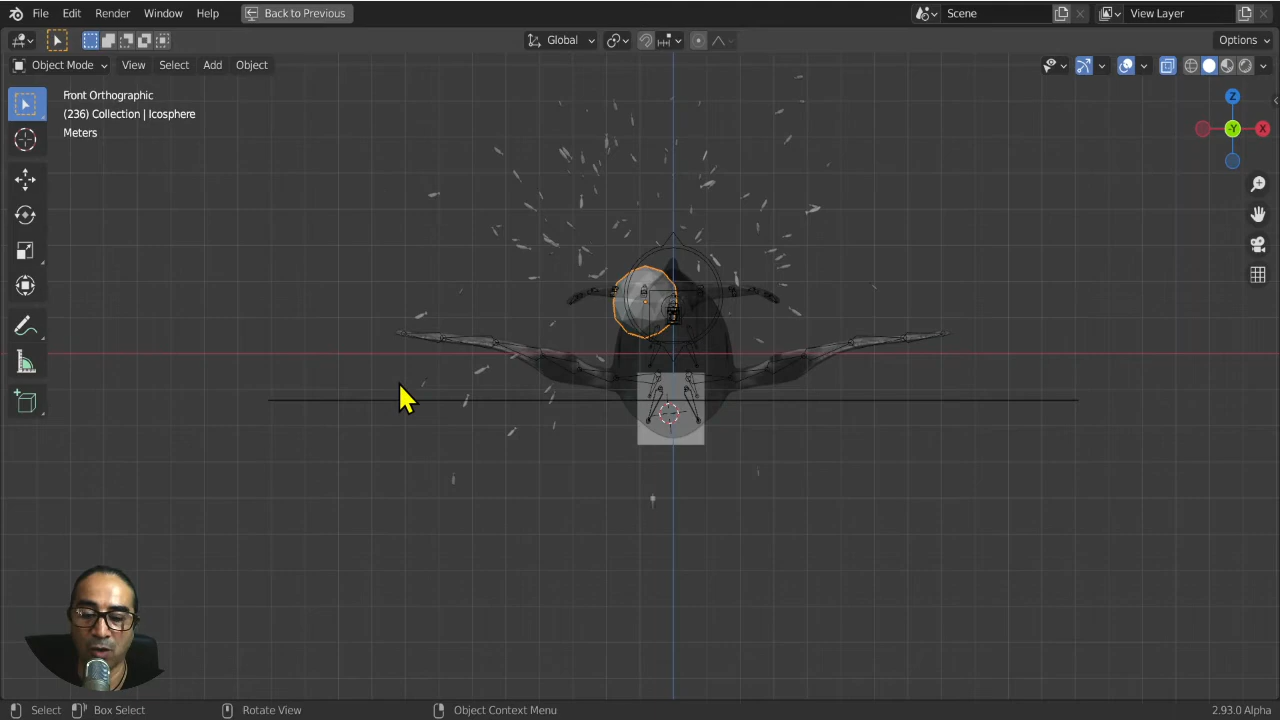 File Edit Render Window Help Back to Previous Scene View Layer
Global Options
Object Mode View Select Add Object
Front Orthographic
(236) Collection | Icosphere
Meters
Z
-Y
X
Select Box Select Rotate View Object Context Menu 2.93.0 Alpha